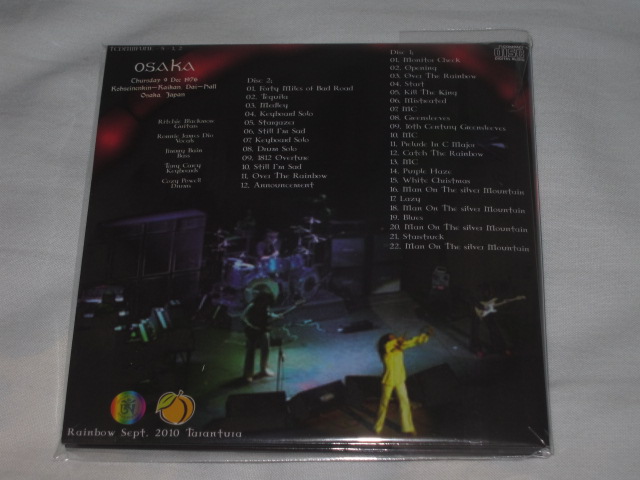 OSAKA
Thursday 9 Dec 1976
Koseinenkin-Kaikan Dai-Hall
Osaka, Japan
Ritchie Blackmore
Guitars
Ronnie James Dio
Vocals
Jimmy Bain
Bass
Tony Carey
Keyboards
Cozy Powell
Drums
Disc 2;
01. Forty Miles of Bad Road
02. Tequila
03. Medley
04. Keyboard Solo
05. Stargazer
06. Still I'm Sad
07 Keyboard Solo
08. Drum Solo
09. 1812 Overture
10. Still I'm Sad
11. Over The Rainbow
12. Announcement
Disc 1;
01. Monitor Check
02. Opening
03. Over The Rainbow
04. Start
05. Kill The King
06. Mistreated
07. MC
08. Greensleeves
09. 16th Century Greensleeves
10. MC
11. Prelude In C Major
12. Catch The Rainbow
13. MC
14. Purple Haze
15. White Christmas
16. Man On The silver Mountain
17. Lazy
18. Man On The silver Mountain
19. Blues
20. Man On The silver Mountain
21. Starstruck
22. Man On The silver Mountain
Rainbow Sept. 2010 Tarantura